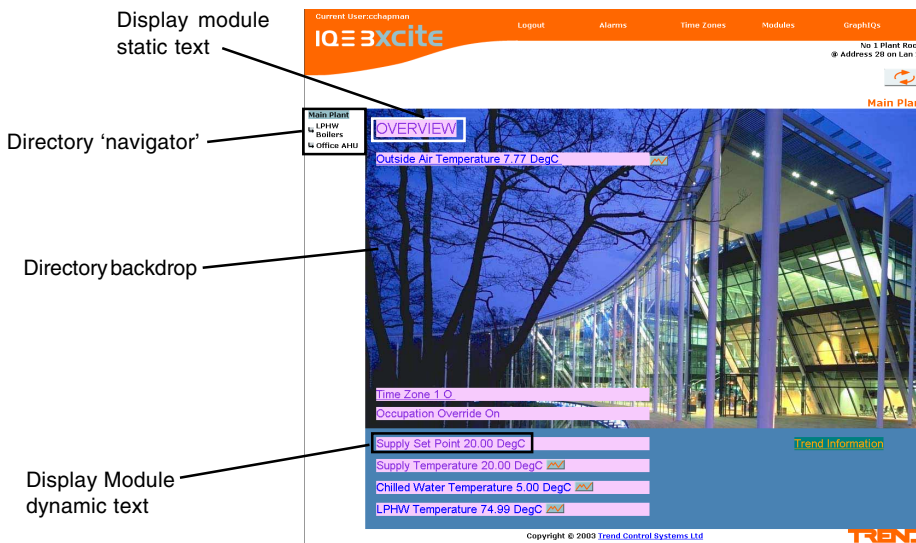 Display module
static text
Directory 'navigator'
Directory backdrop
Display Module
dynamic text
Current User:cchapman
IQ3 3xcite
Logout Alarms Time Zones Modules GraphIQs
No 1 Plant Roo
@ Address 28 on Lan
Main Plan
Main Plant
LPHW
Boilers
Office AHU
OVERVIEW
Outside Air Temperature 7.77 DegC
Time Zone 1 O
Occupation Override On
Supply Set Point 20.00 DegC
Trend Information
Supply Temperature 20.00 DegC
Chilled Water Temperature 5.00 DegC
LPHW Temperature 74.99 DegC
Copyright © 2003 Trend Control Systems Ltd
TREND